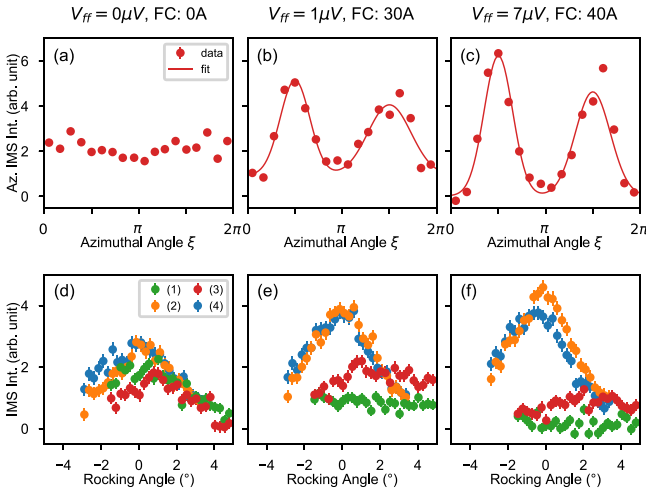 V_ff = 0μV, FC: 0A
V_ff = 1μV, FC: 30A
V_ff = 7μV, FC: 40A
Az. IMS Int. (arb. unit)
6
4
2
0
(a)
data
fit
(b)
(c)
0
π
2π
Azimuthal Angle ξ
0
π
2π
Azimuthal Angle ξ
0
π
2π
Azimuthal Angle ξ
IMS Int. (arb. unit)
4
2
0
(d)
(1)
(3)
(2)
(4)
(e)
(f)
−4
−2
0
2
4
Rocking Angle (°)
−4
−2
0
2
4
Rocking Angle (°)
−4
−2
0
2
4
Rocking Angle (°)